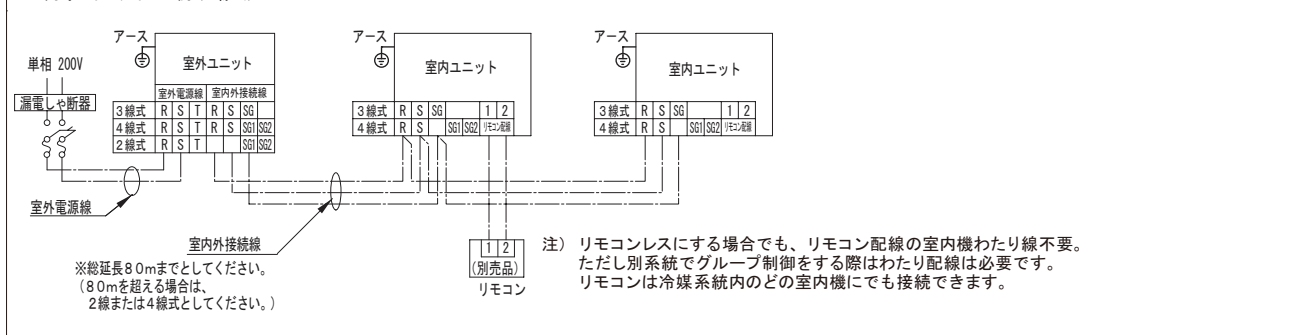 アース
単相 200V
漏電しゃ断器
室外ユニット
室外電源線 室内外接続線
3線式 R S T R S SG
4線式 R S T R S SG1 SG2
2線式 R S T SG1 SG2
室外電源線
室内外接続線
※総延長80mまでとしてください。
（80mを超える場合は、
2線または4線式としてください。）
アース
室内ユニット
3線式 R S SG 1 2
4線式 R S SG1 SG2 リモコン配線
1 2
(別売品)
リモコン
アース
室内ユニット
3線式 R S SG 1 2
4線式 R S SG1 SG2 リモコン配線
注） リモコンレスにする場合でも、リモコン配線の室内機わたり線不要。
ただし別系統でグループ制御をする際はわたり配線は必要です。
リモコンは冷媒系統内のどの室内機にでも接続できます。